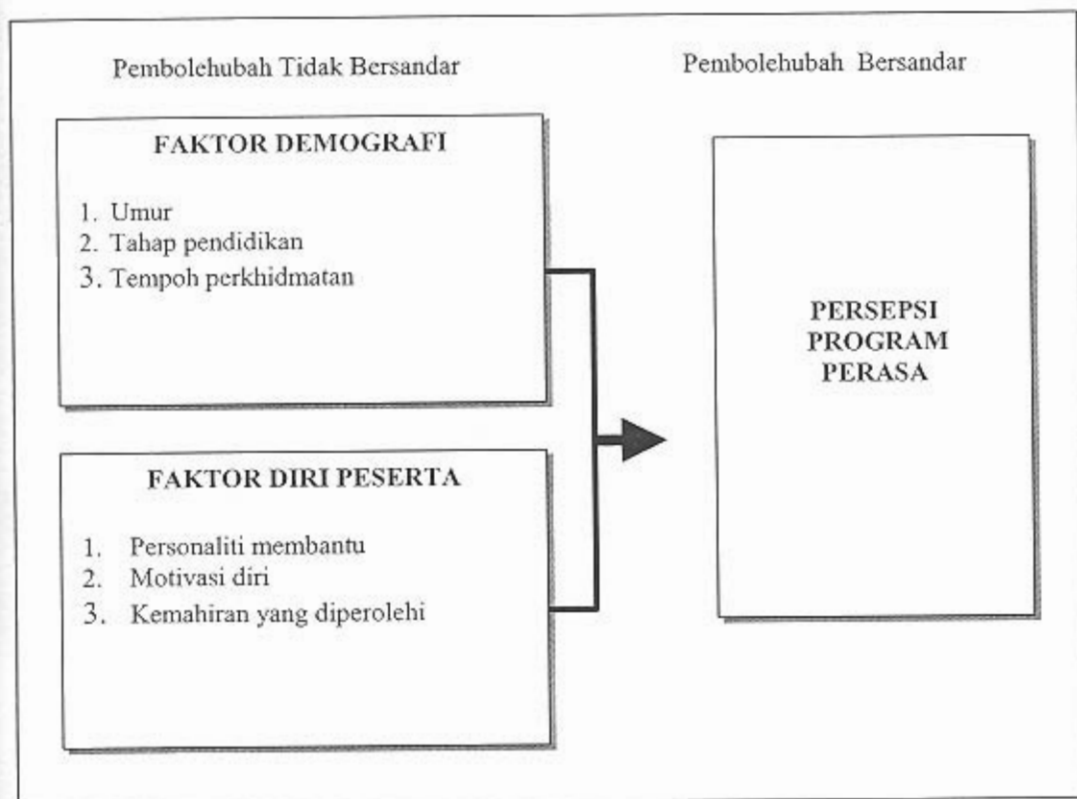 Pembolehubah Tidak Bersandar
Pembolehubah Bersandar
FAKTOR DEMOGRAFI
1. Umur
2. Tahap pendidikan
3. Tempoh perkhidmatan
FAKTOR DIRI PESERTA
1. Personaliti membantu
2. Motivasi diri
3. Kemahiran yang diperolehi
PERSEPSI
PROGRAM
PERASA